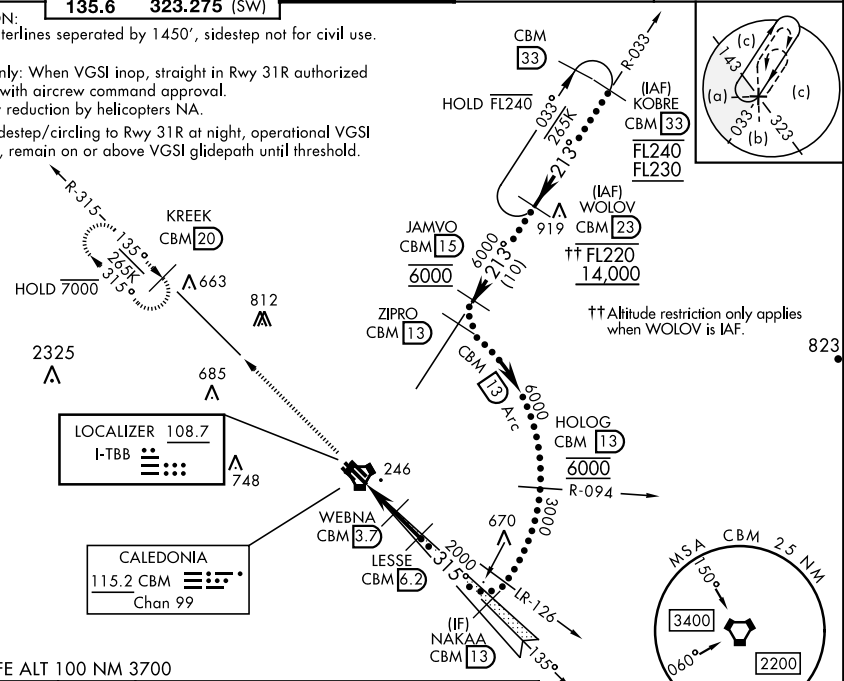 135.6 323.275 (SW)
ON:
terlines seperated by 1450', sidestep not for civil use.
nly: When VGSI inop, straight in Rwy 31R authorized
with aircrew command approval.
reduction by helicopters NA.
destep/circling to Rwy 31R at night, operational VGSI
, remain on or above VGSI glidepath until threshold.
CBM
33
R-033
HOLD FL240
033°
265K
213°
(IAF)
KOBRE
CBM 33
FL240
FL230
(c)
143
(a)
(c)
033
(b)
323
R-315
KREEK
CBM 20
135°
265K
315°
HOLD 7000
663
812
2325
685
JAMVO
CBM 15
6000
6000
213°
(10)
919
(IAF)
WOLOV
CBM 23
†† FL220
14,000
†† Altitude restriction only applies
when WOLOV is IAF.
823
ZIPRO
CBM 13
CBM 13 Arc
6000
HOLOG
CBM 13
6000
R-094
3000
LOCALIZER 108.7
I-TBB
748
246
WEBNA
CBM 3.7
LESSE
CBM 6.2
670
2000
315°
LR-126
(IF)
NAKAA
CBM 13
135°
CALEDONIA
115.2 CBM
Chan 99
MSA CBM 25 NM
150°
3400
060°
2200
FE ALT 100 NM 3700